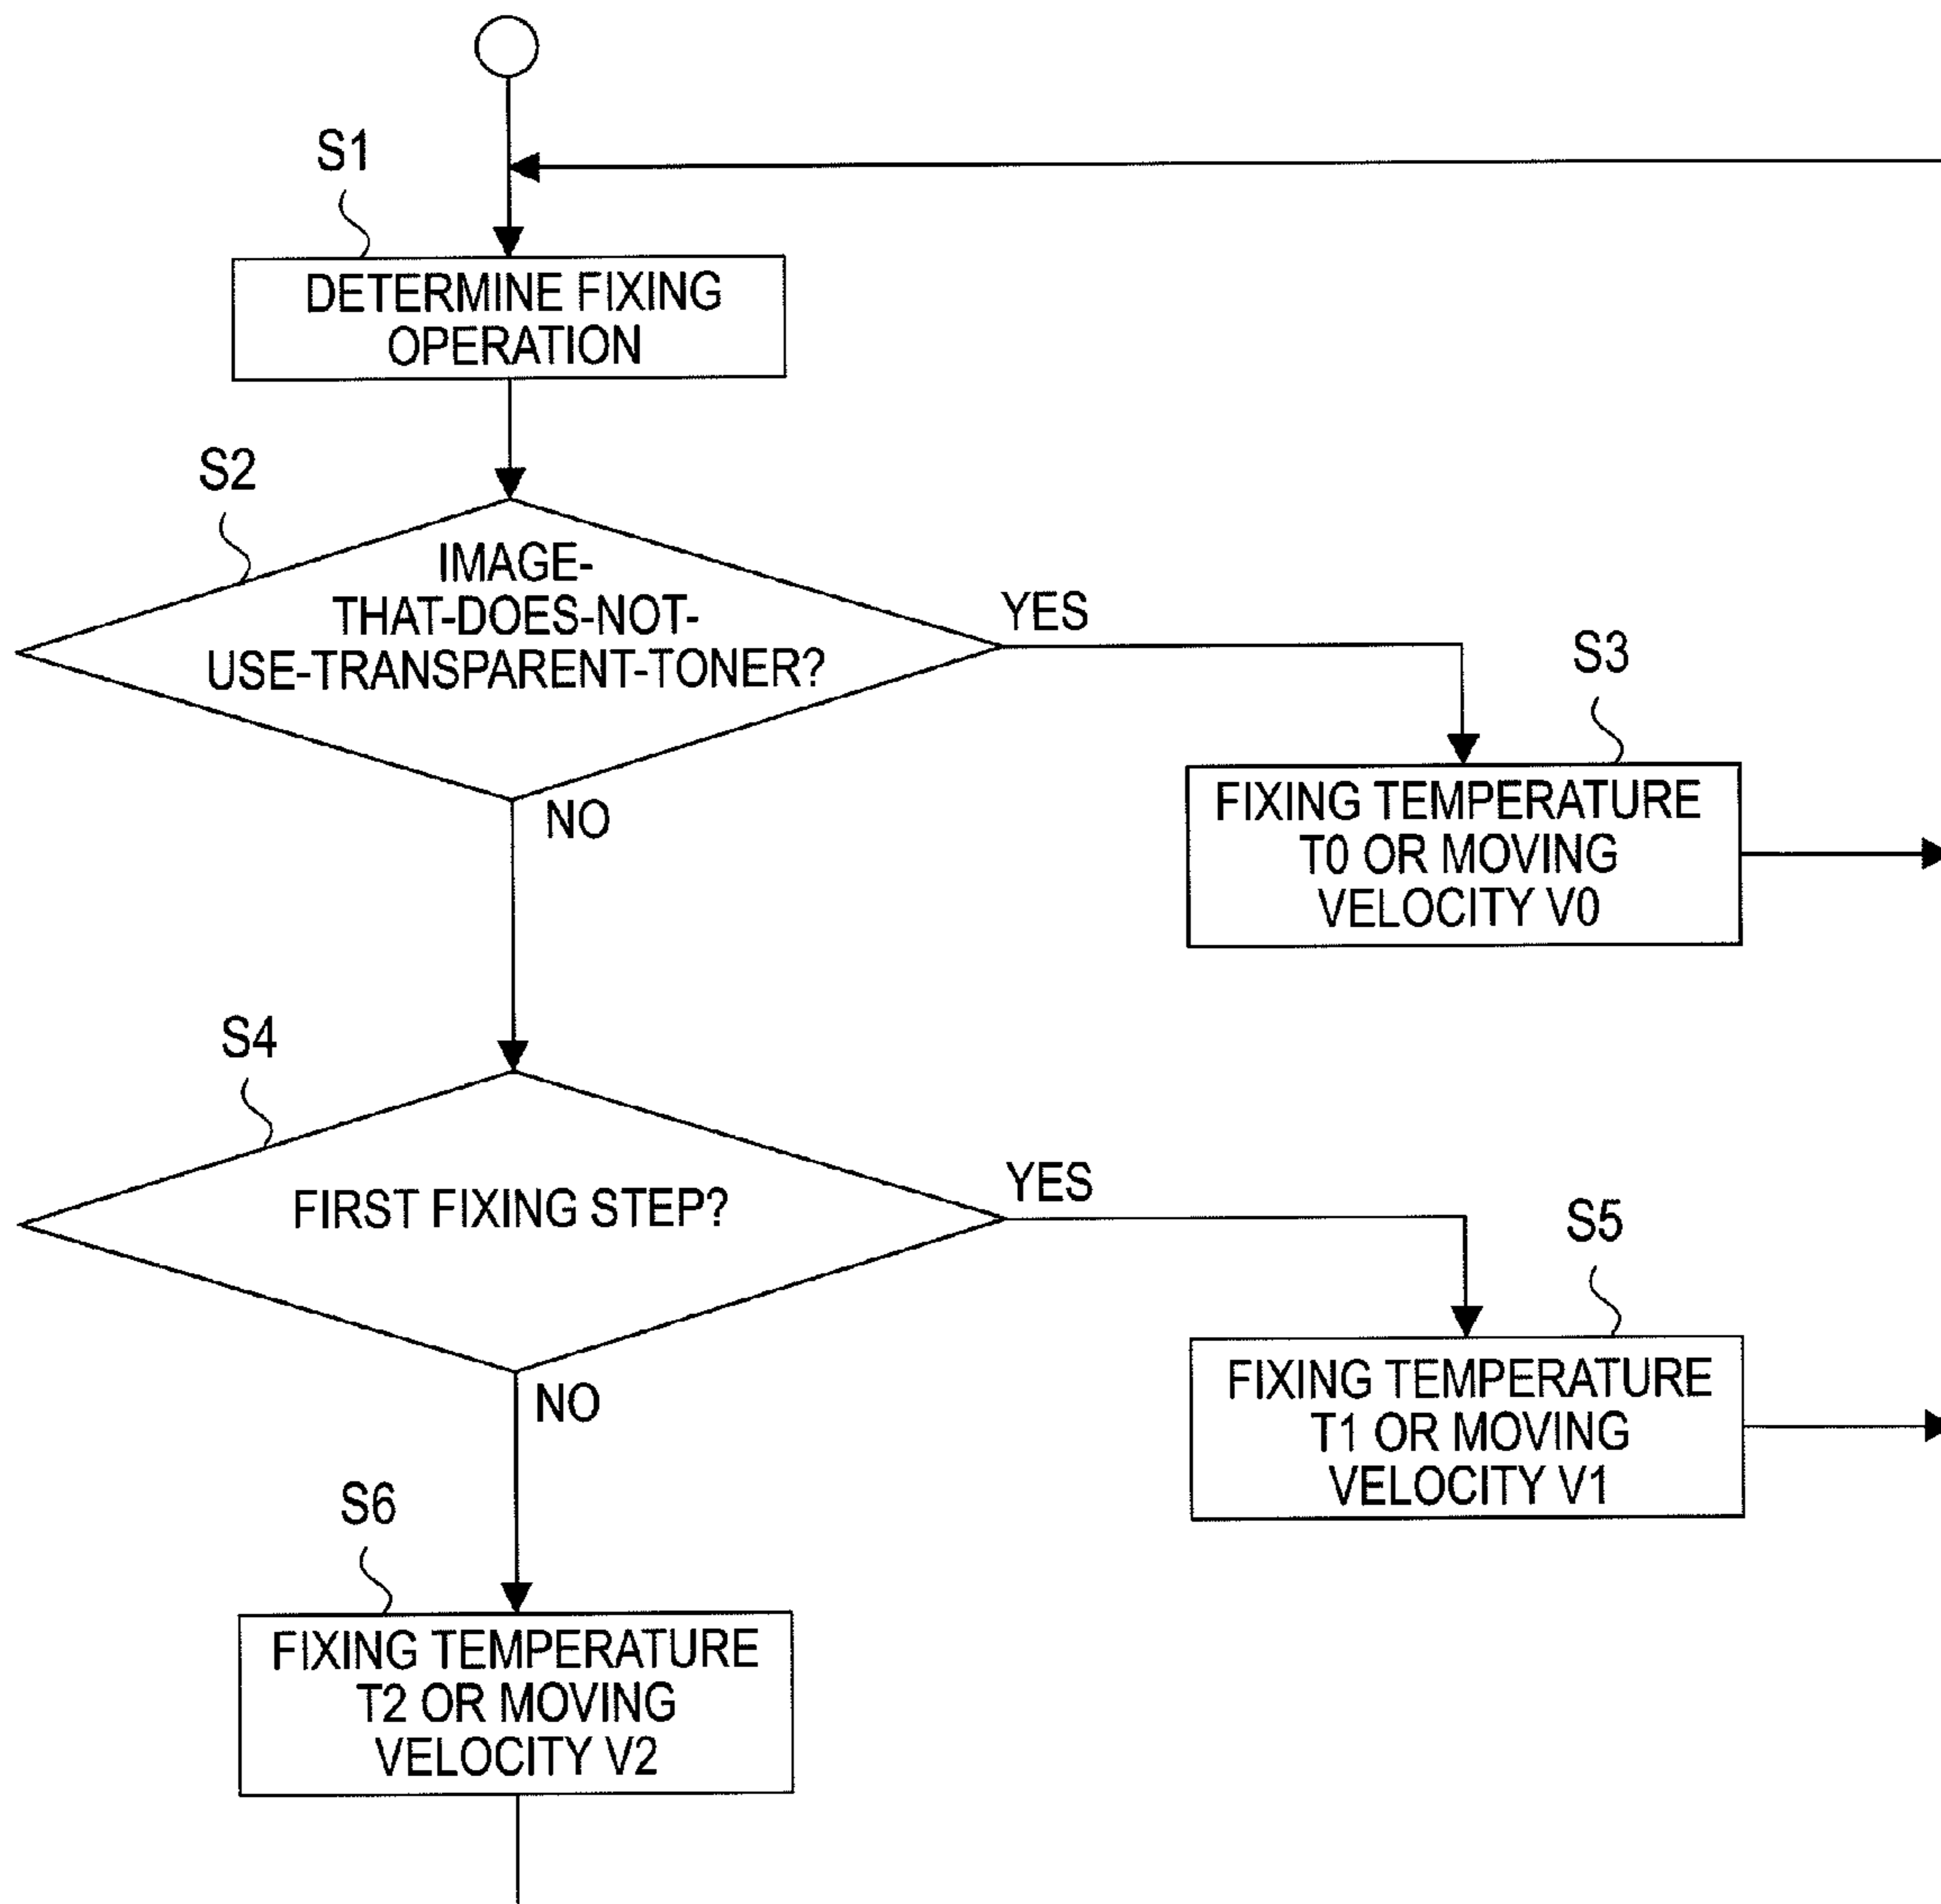 S1
DETERMINE FIXING
OPERATION
S2
IMAGE-
THAT-DOES-NOT-
USE-TRANSPARENT-TONER?
YES
NO
S3
FIXING TEMPERATURE
T0 OR MOVING
VELOCITY V0
S4
FIRST FIXING STEP?
YES
NO
S5
FIXING TEMPERATURE
T1 OR MOVING
VELOCITY V1
S6
FIXING TEMPERATURE
T2 OR MOVING
VELOCITY V2